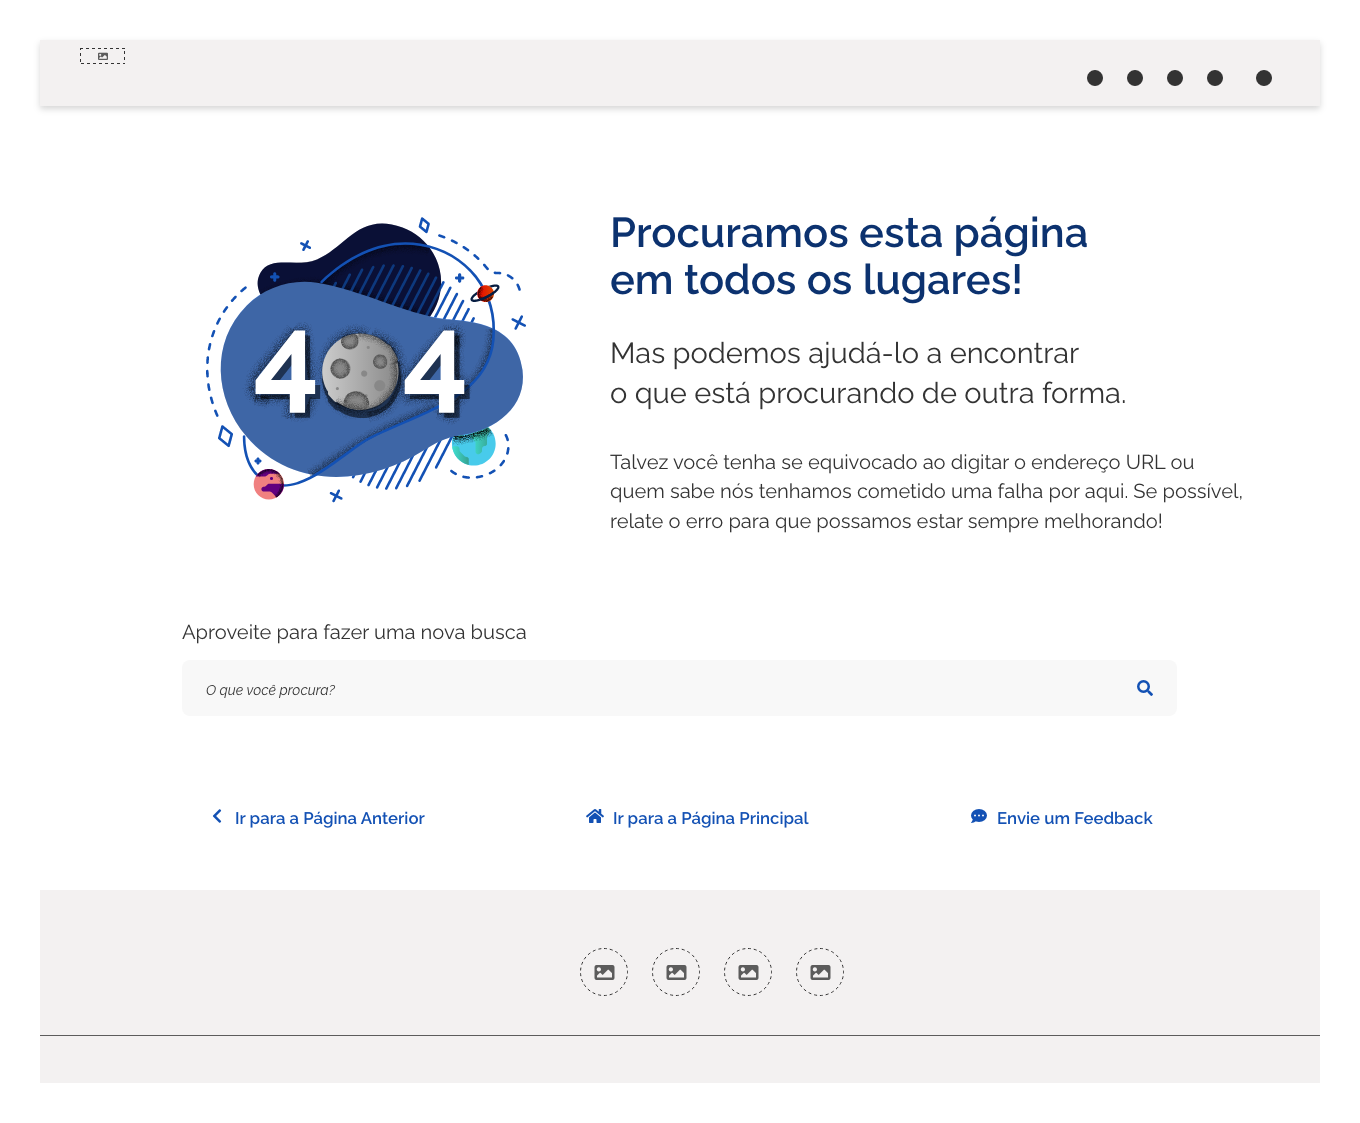 404
Procuramos esta página
em todos os lugares!
Mas podemos ajudá-lo a encontrar
o que está procurando de outra forma.
Talvez você tenha se equivocado ao digitar o endereço URL ou
quem sabe nós tenhamos cometido uma falha por aqui. Se possível,
relate o erro para que possamos estar sempre melhorando!
Aproveite para fazer uma nova busca
O que você procura?
Ir para a Página Anterior
Ir para a Página Principal
Envie um Feedback